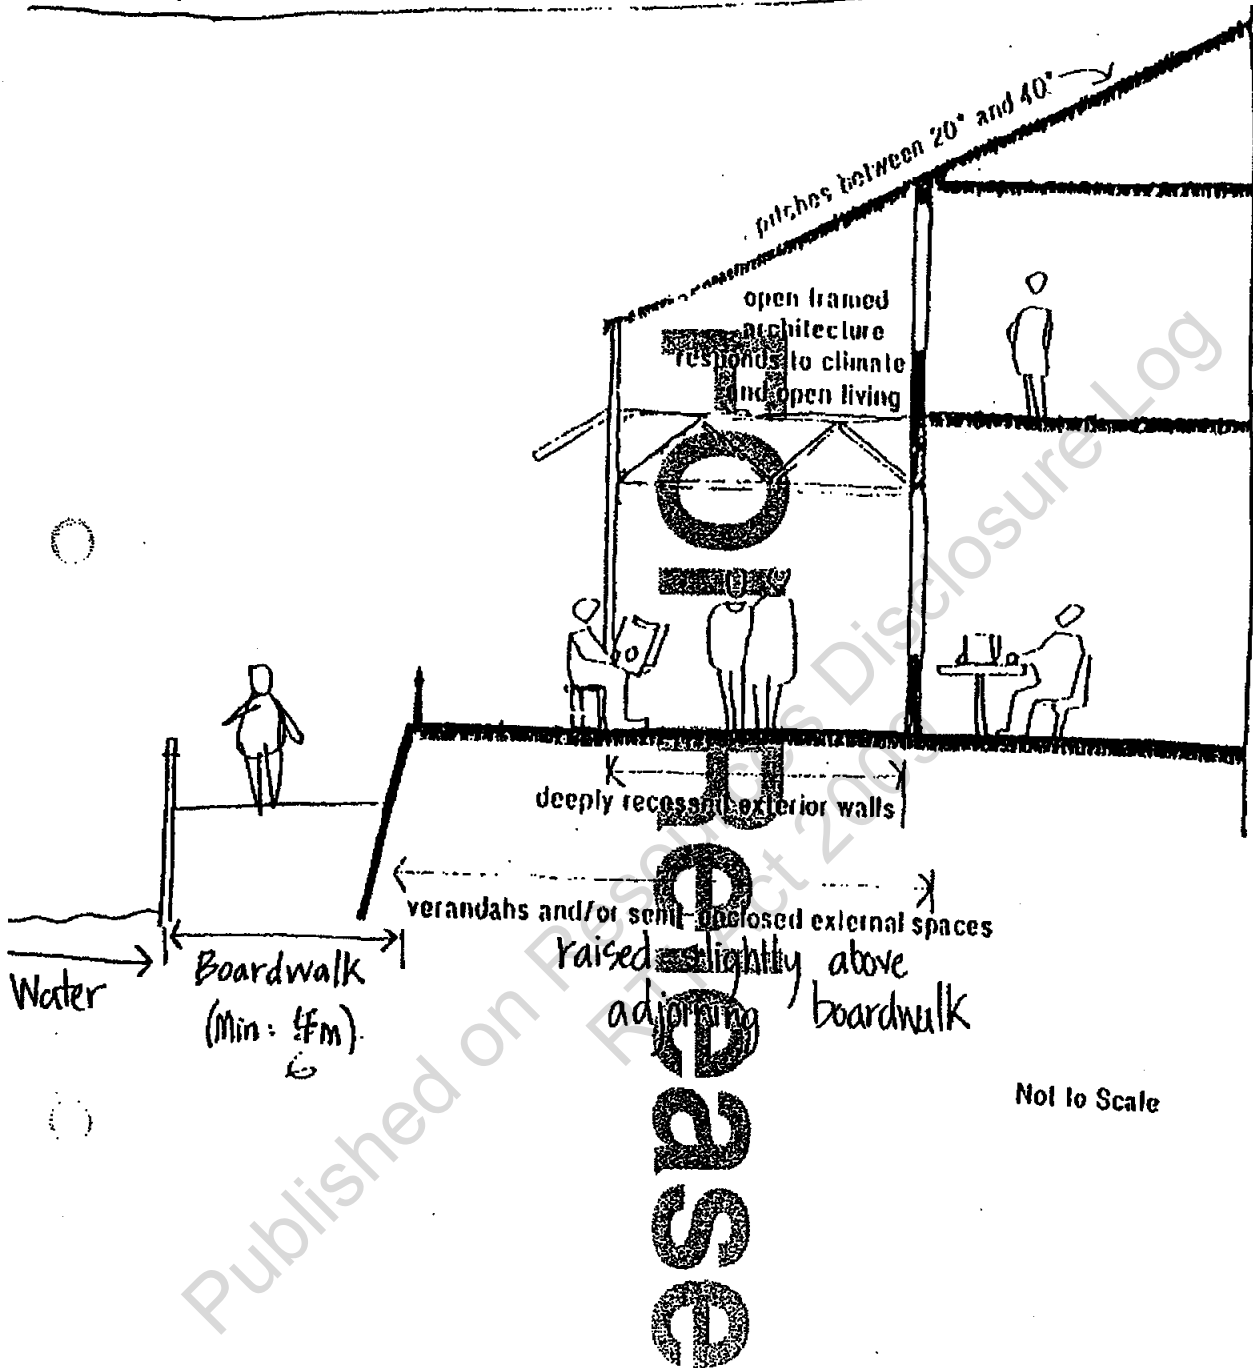 pitches between 20° and 40°
open framed
architecture
responds to climate
and open living
deeply recessed exterior walls
verandahs and/or semi-enclosed external spaces
raised slightly above
adjoining boardwalk
Water
Boardwalk
(Min: m)
6
Not to Scale
Published on Resources Disclosure Log
RTI Act 2009
Release